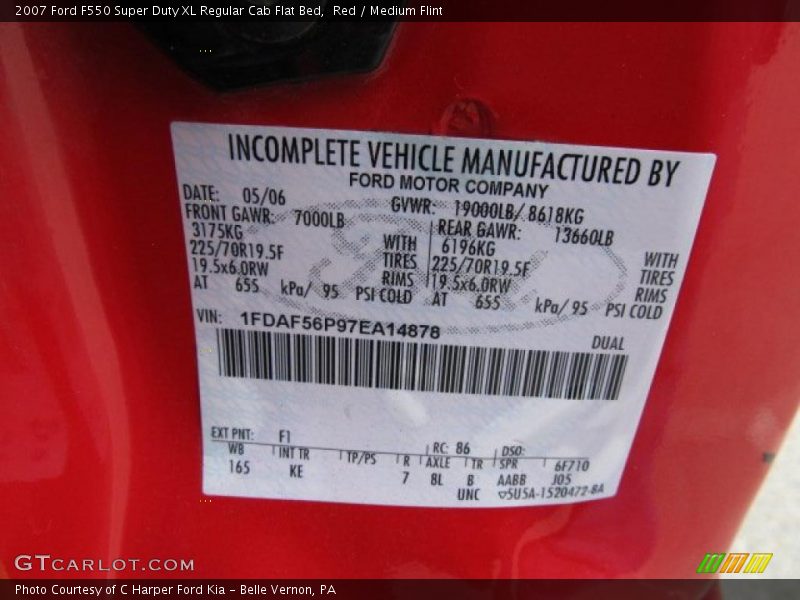 2007 Ford F550 Super Duty XL Regular Cab Flat Bed,  Red / Medium Flint
INCOMPLETE VEHICLE MANUFACTURED BY
FORD MOTOR COMPANY
DATE: 05/06 GVWR: 19000LB/ 8618KG
FRONT GAWR: 7000LB REAR GAWR: 13660LB
3175KG WITH 6196KG WITH
225/70R19.5F TIRES 225/70R19.5F TIRES
19.5x6.0RW RIMS 19.5x6.0RW RIMS
AT 655 kPa/ 95 PSI COLD AT 655 kPa/ 95 PSI COLD
VIN: 1FDAF56P97EA14878
DUAL
EXT PNT: F1 RC: 86 DSO:
WB INT TR TP/PS R AXLE TR SPR 6F710
165 KE 7 8L B AABB J05
UNC 5U5A-1520472-BA
GTCARLOT.COM
Photo Courtesy of C Harper Ford Kia - Belle Vernon, PA